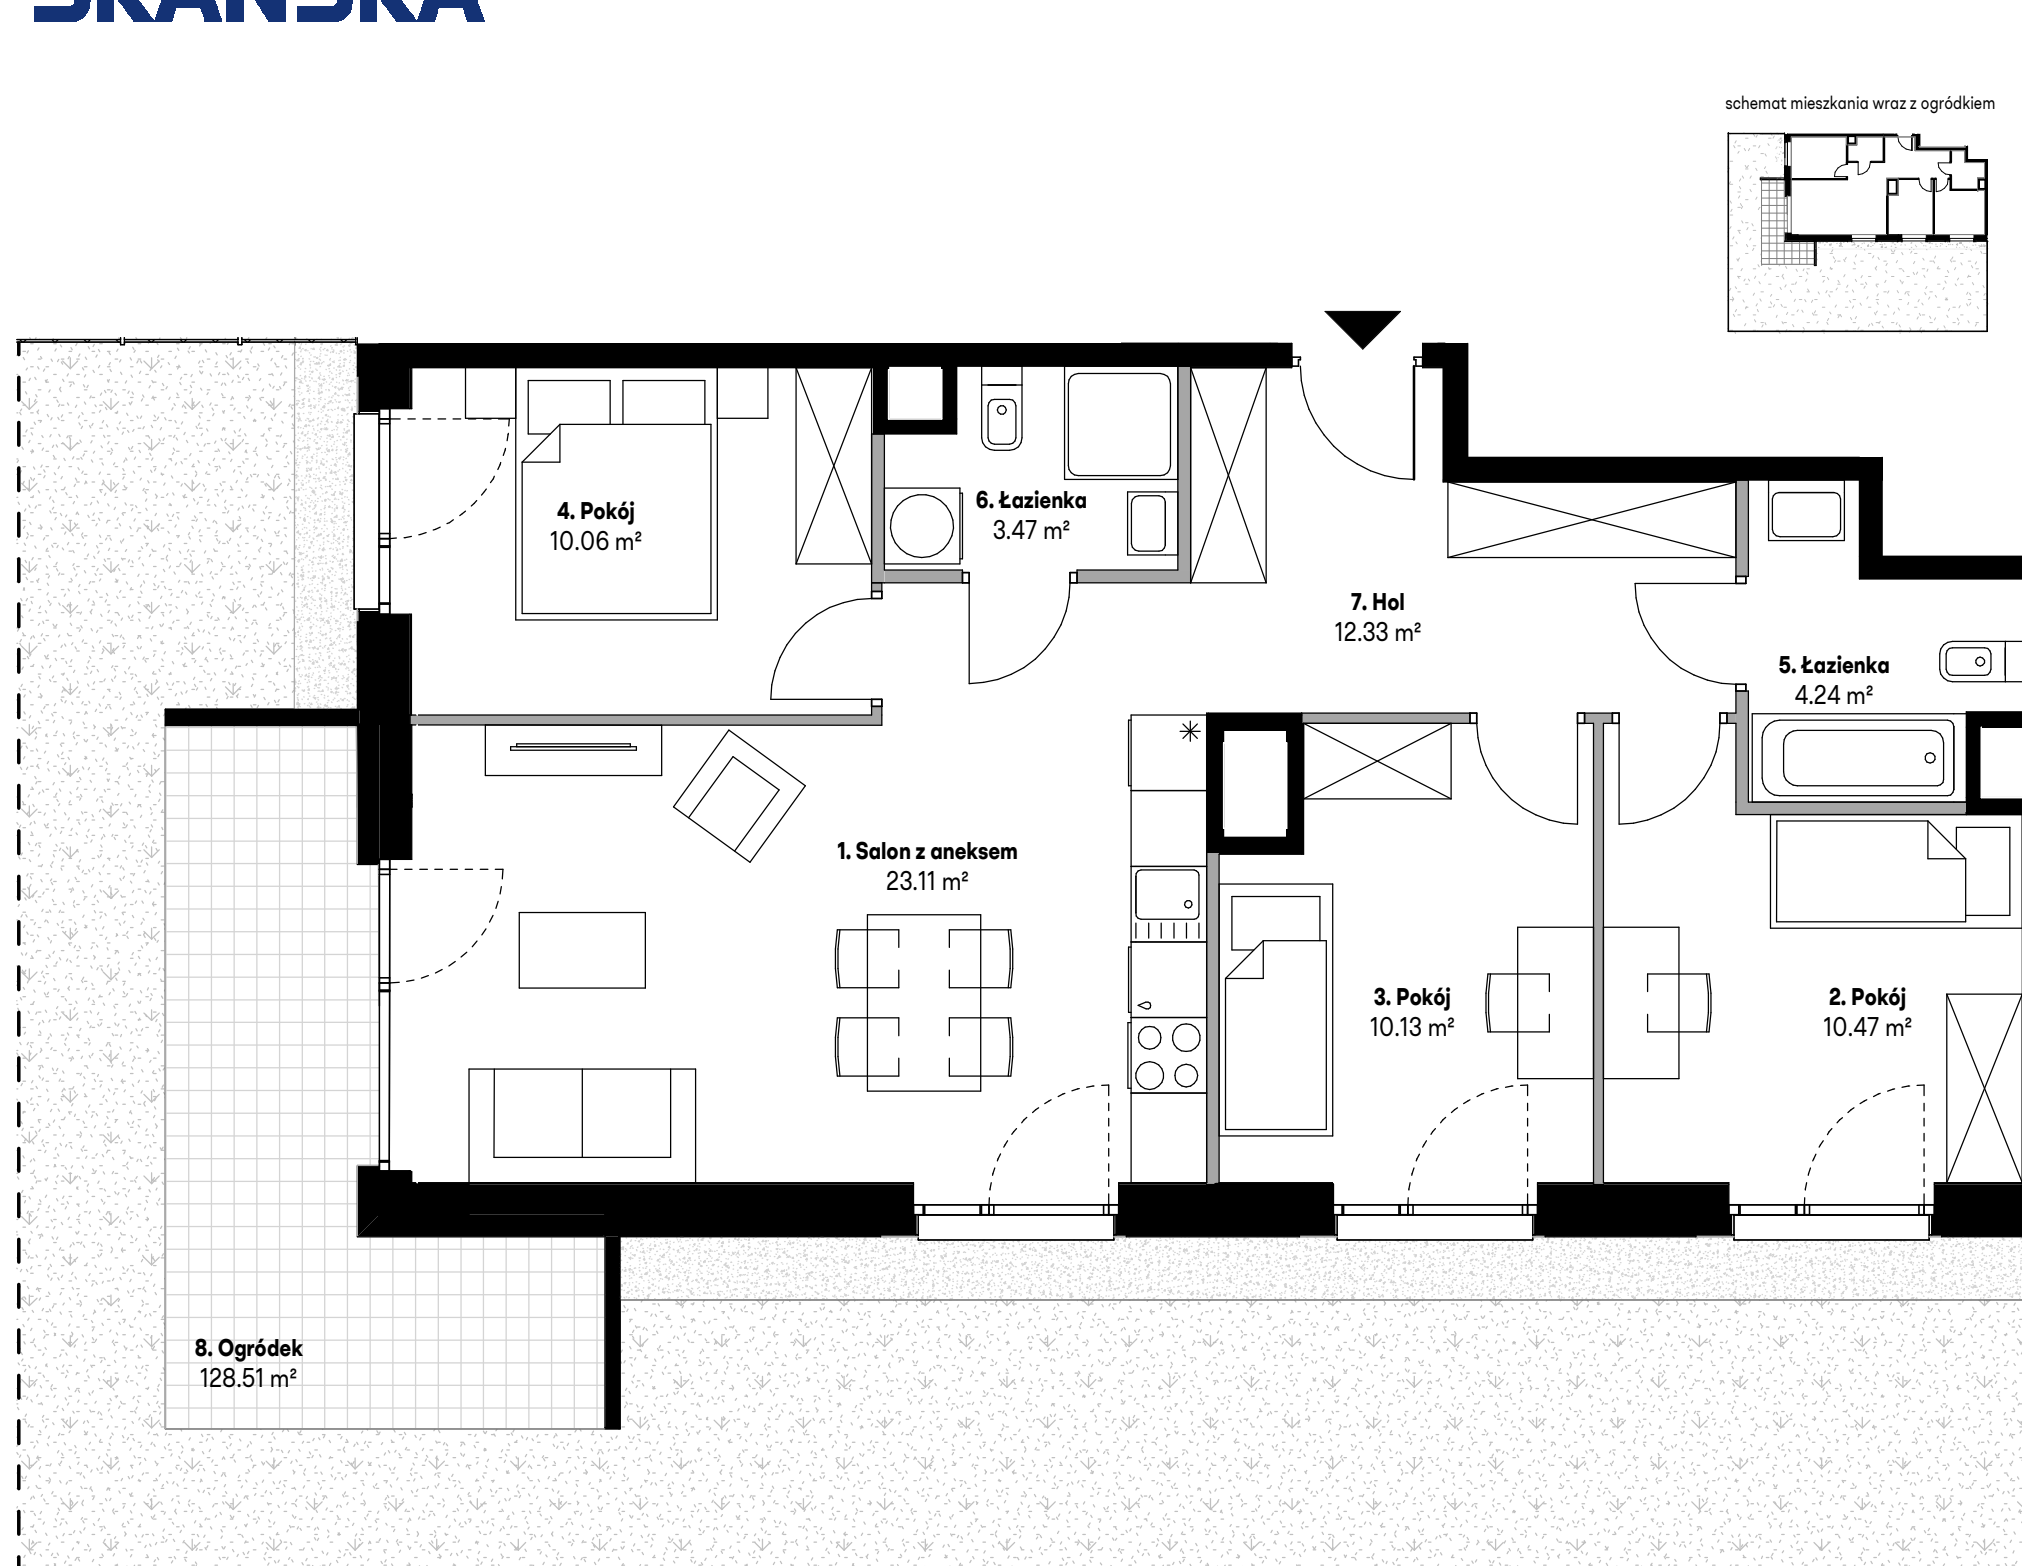 SKANSKA
schemat mieszkania wraz z ogródkiem
4. Pokój
10.06 m²
6. Łazienka
3.47 m²
7. Hol
12.33 m²
5. Łazienka
4.24 m²
1. Salon z aneksem
23.11 m²
3. Pokój
10.13 m²
2. Pokój
10.47 m²
8. Ogródek
128.51 m²